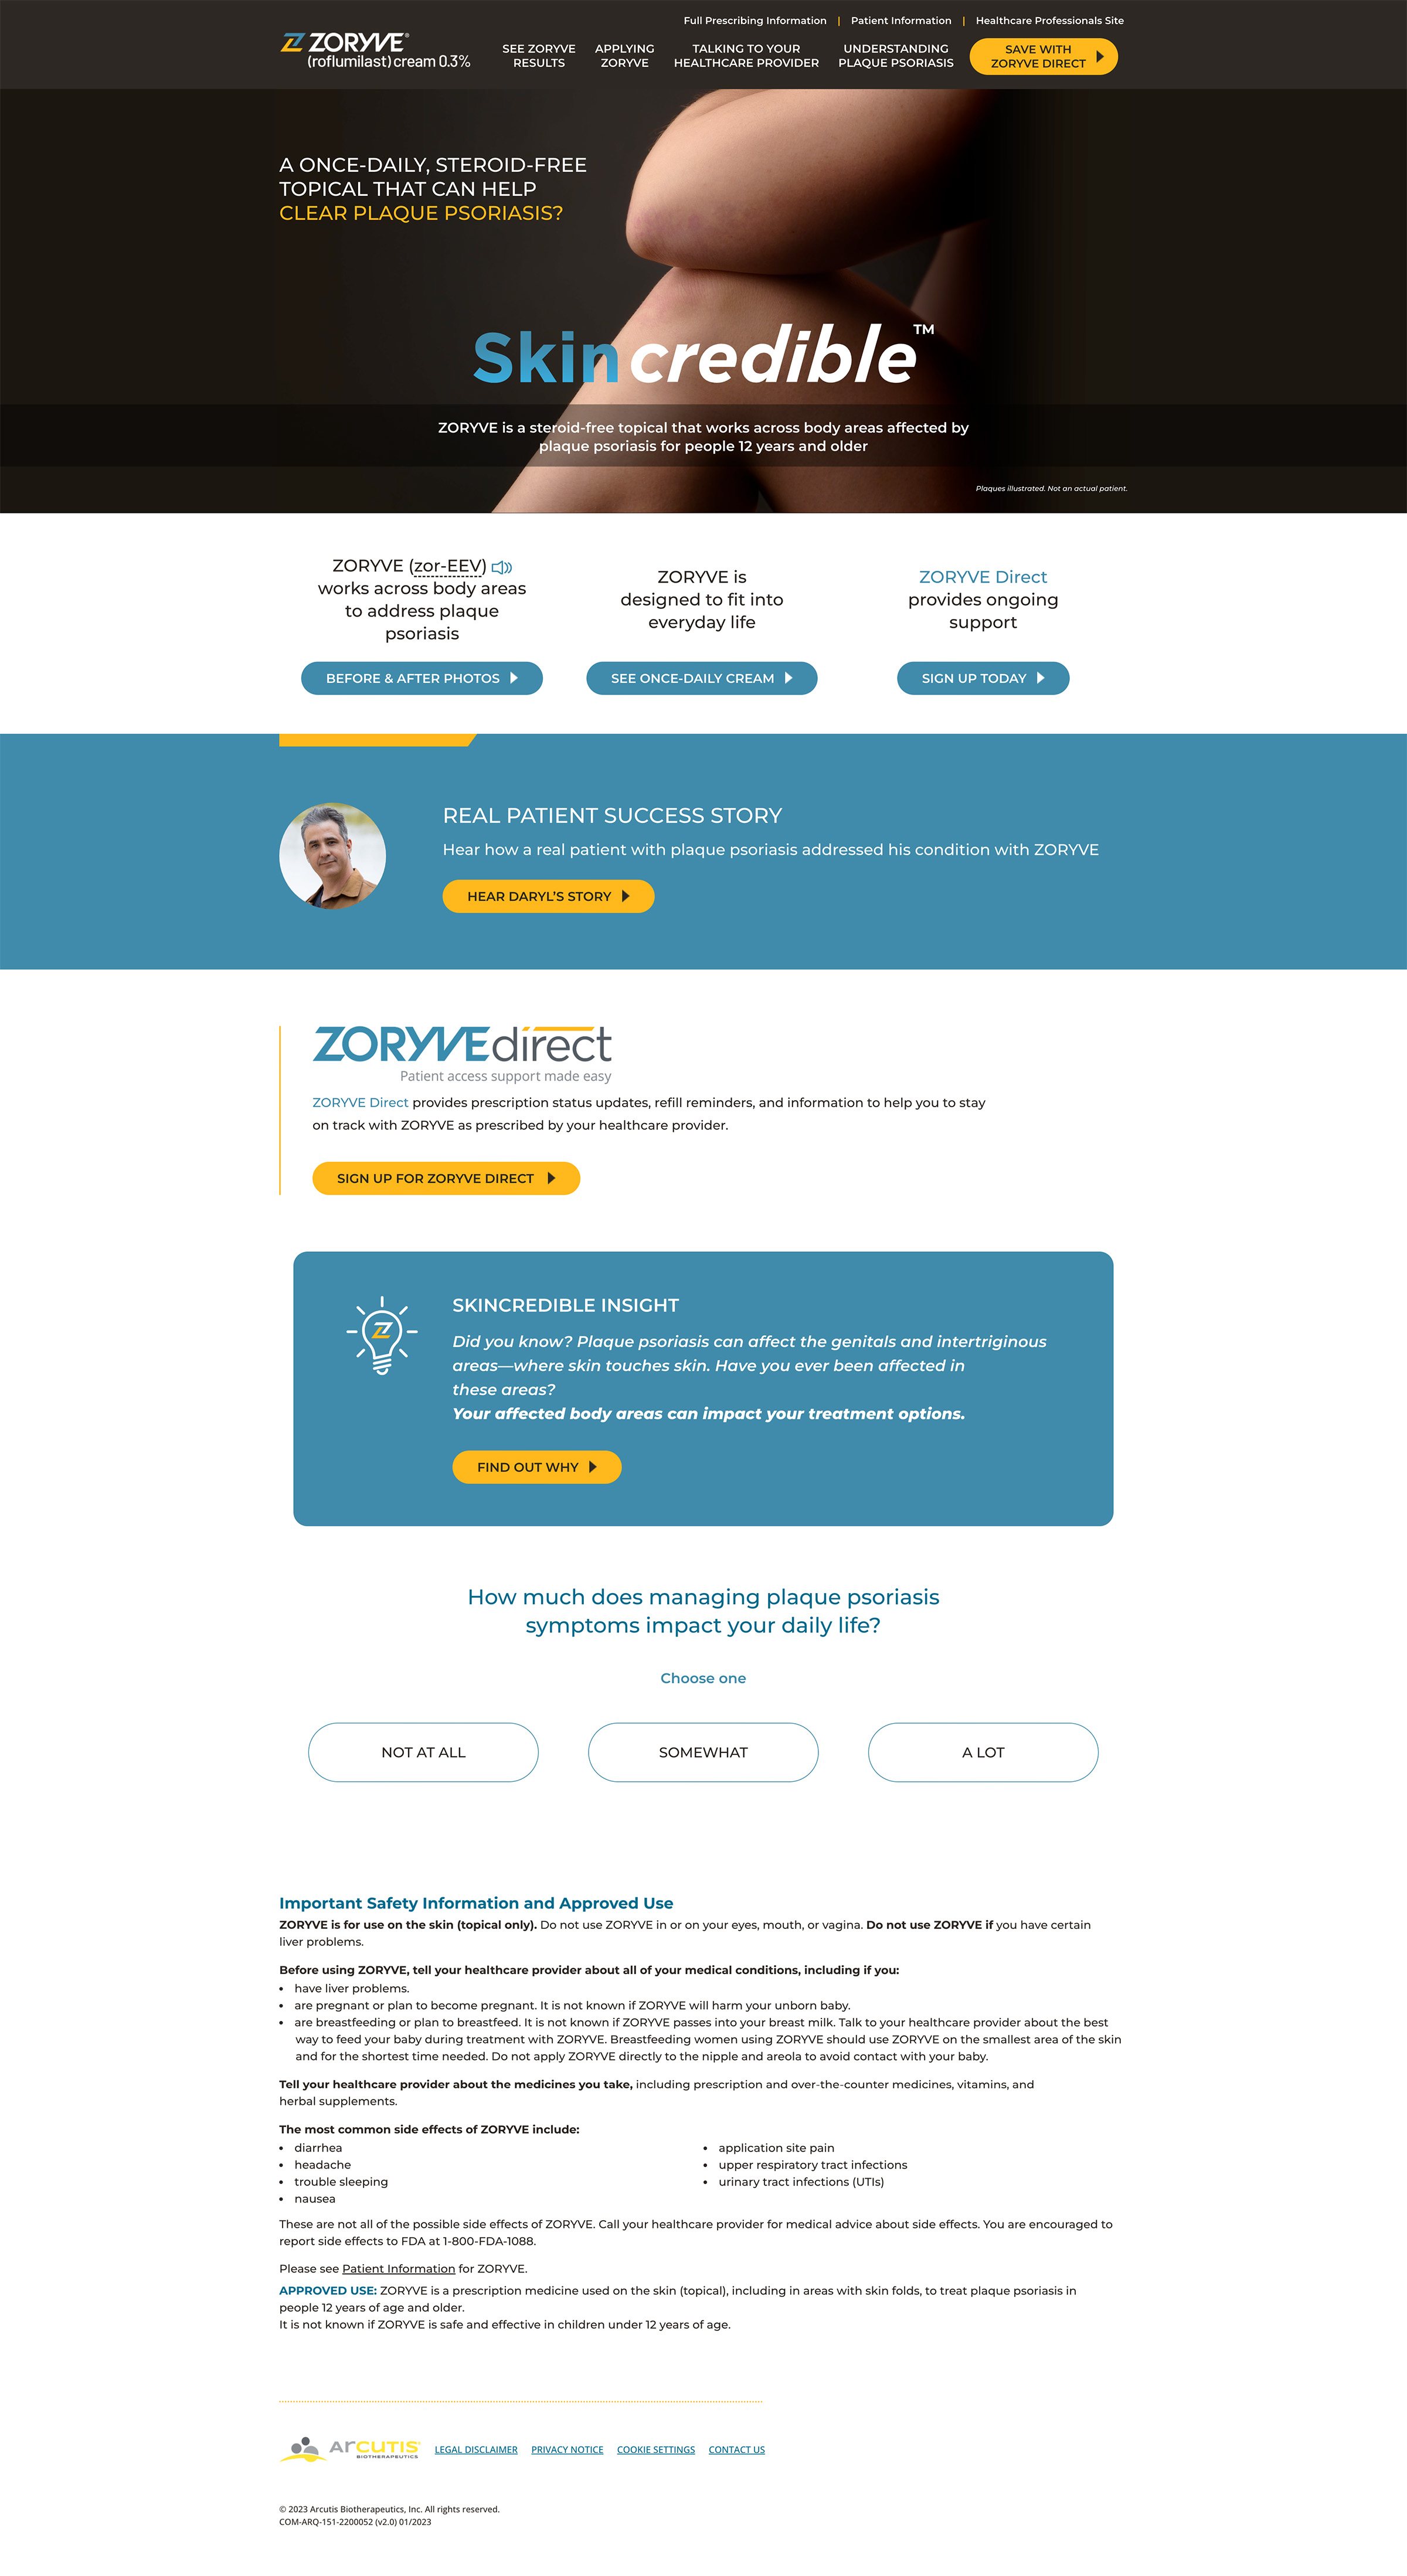 Full Prescribing Information | Patient Information | Healthcare Professionals Site
ZORYVE®
(roflumilast) cream 0.3%
SEE ZORYVE
RESULTS
APPLYING
ZORYVE
TALKING TO YOUR
HEALTHCARE PROVIDER
UNDERSTANDING
PLAQUE PSORIASIS
SAVE WITH
ZORYVE DIRECT
A ONCE-DAILY, STEROID-FREE
TOPICAL THAT CAN HELP
CLEAR PLAQUE PSORIASIS?
Skincredible™
ZORYVE is a steroid-free topical that works across body areas affected by
plaque psoriasis for people 12 years and older
Plaques illustrated. Not an actual patient.
ZORYVE (zor-EEV)
works across body areas
to address plaque
psoriasis
BEFORE & AFTER PHOTOS
ZORYVE is
designed to fit into
everyday life
SEE ONCE-DAILY CREAM
ZORYVE Direct
provides ongoing
support
SIGN UP TODAY
REAL PATIENT SUCCESS STORY
Hear how a real patient with plaque psoriasis addressed his condition with ZORYVE
HEAR DARYL'S STORY
ZORYVEdirect
Patient access support made easy
ZORYVE Direct provides prescription status updates, refill reminders, and information to help you to stay
on track with ZORYVE as prescribed by your healthcare provider.
SIGN UP FOR ZORYVE DIRECT
SKINCREDIBLE INSIGHT
Did you know? Plaque psoriasis can affect the genitals and intertriginous
areas—where skin touches skin. Have you ever been affected in
these areas?
Your affected body areas can impact your treatment options.
FIND OUT WHY
How much does managing plaque psoriasis
symptoms impact your daily life?
Choose one
NOT AT ALL
SOMEWHAT
A LOT
Important Safety Information and Approved Use
ZORYVE is for use on the skin (topical only). Do not use ZORYVE in or on your eyes, mouth, or vagina. Do not use ZORYVE if you have certain
liver problems.
Before using ZORYVE, tell your healthcare provider about all of your medical conditions, including if you:
• have liver problems.
• are pregnant or plan to become pregnant. It is not known if ZORYVE will harm your unborn baby.
• are breastfeeding or plan to breastfeed. It is not known if ZORYVE passes into your breast milk. Talk to your healthcare provider about the best
way to feed your baby during treatment with ZORYVE. Breastfeeding women using ZORYVE should use ZORYVE on the smallest area of the skin
and for the shortest time needed. Do not apply ZORYVE directly to the nipple and areola to avoid contact with your baby.
Tell your healthcare provider about the medicines you take, including prescription and over-the-counter medicines, vitamins, and
herbal supplements.
The most common side effects of ZORYVE include:
• diarrhea
• headache
• trouble sleeping
• nausea
• application site pain
• upper respiratory tract infections
• urinary tract infections (UTIs)
These are not all of the possible side effects of ZORYVE. Call your healthcare provider for medical advice about side effects. You are encouraged to
report side effects to FDA at 1-800-FDA-1088.
Please see Patient Information for ZORYVE.
APPROVED USE: ZORYVE is a prescription medicine used on the skin (topical), including in areas with skin folds, to treat plaque psoriasis in
people 12 years of age and older.
It is not known if ZORYVE is safe and effective in children under 12 years of age.
ARCUTIS
BIOTHERAPEUTICS
LEGAL DISCLAIMER
PRIVACY NOTICE
COOKIE SETTINGS
CONTACT US
© 2023 Arcutis Biotherapeutics, Inc. All rights reserved.
COM-ARQ-151-2200052 (v2.0) 01/2023